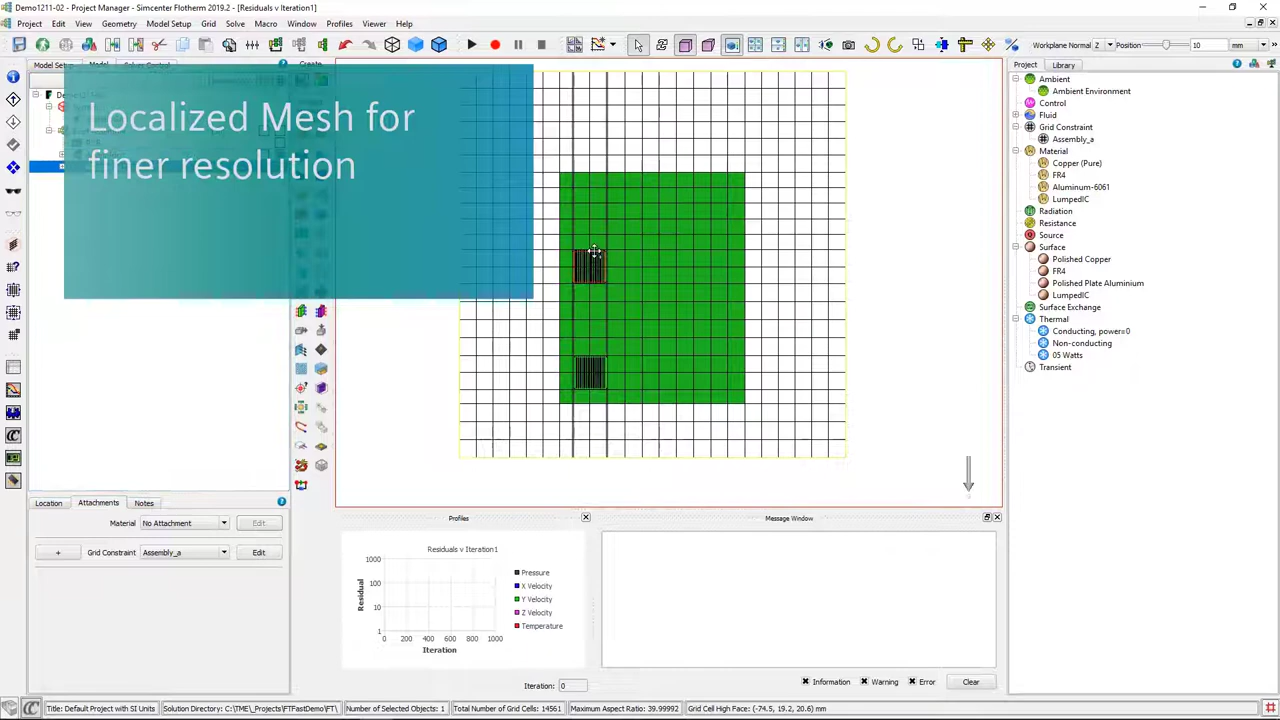 Demo1211-02 - Project Manager - Simcenter Flotherm 2019.2 - [Residuals v Iteration1]
Project Edit View Geometry Model Setup Grid Solve Macro Window Profiles Viewer Help
Workplane Normal Z Position 10 mm
Model Setup Model Solver Control Create
Project Library
Localized Mesh for
finer resolution
Ambient
Ambient Environment
Control
Fluid
Grid Constraint
Assembly_a
Material
Copper (Pure)
FR4
Aluminum-6061
LumpedIC
Radiation
Resistance
Source
Surface
Polished Copper
FR4
Polished Plate Aluminium
LumpedIC
Surface Exchange
Thermal
Conducting, power=0
Non-conducting
05 Watts
Transient
Location Attachments Notes
Material No Attachment Edit
+ Grid Constraint Assembly_a Edit
Profiles
Residuals v Iteration1
Residual
1000
100
10
1
0 200 400 600 800 1000
Iteration
Pressure
X Velocity
Y Velocity
Z Velocity
Temperature
Iteration: 0
Message Window
Information Warning Error Clear
Title: Default Project with SI Units Solution Directory: C:\TME_Projects\FTFastDemo\FT\ Number of Selected Objects: 1 Total Number of Grid Cells: 14561 Maximum Aspect Ratio: 39.99992 Grid Cell High Face: (-74.5, 19.2, 20.6) mm